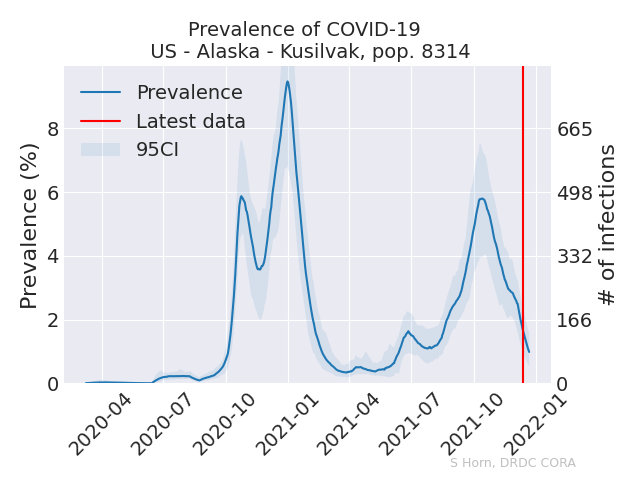 Prevalence of COVID-19
US - Alaska - Kusilvak, pop. 8314
Prevalence
Latest data
95CI
Prevalence (%)
8
6
4
2
0
665
498
332
166
0
# of infections
2020-04
2020-07
2020-10
2021-01
2021-04
2021-07
2021-10
2022-01
S Horn, DRDC CORA